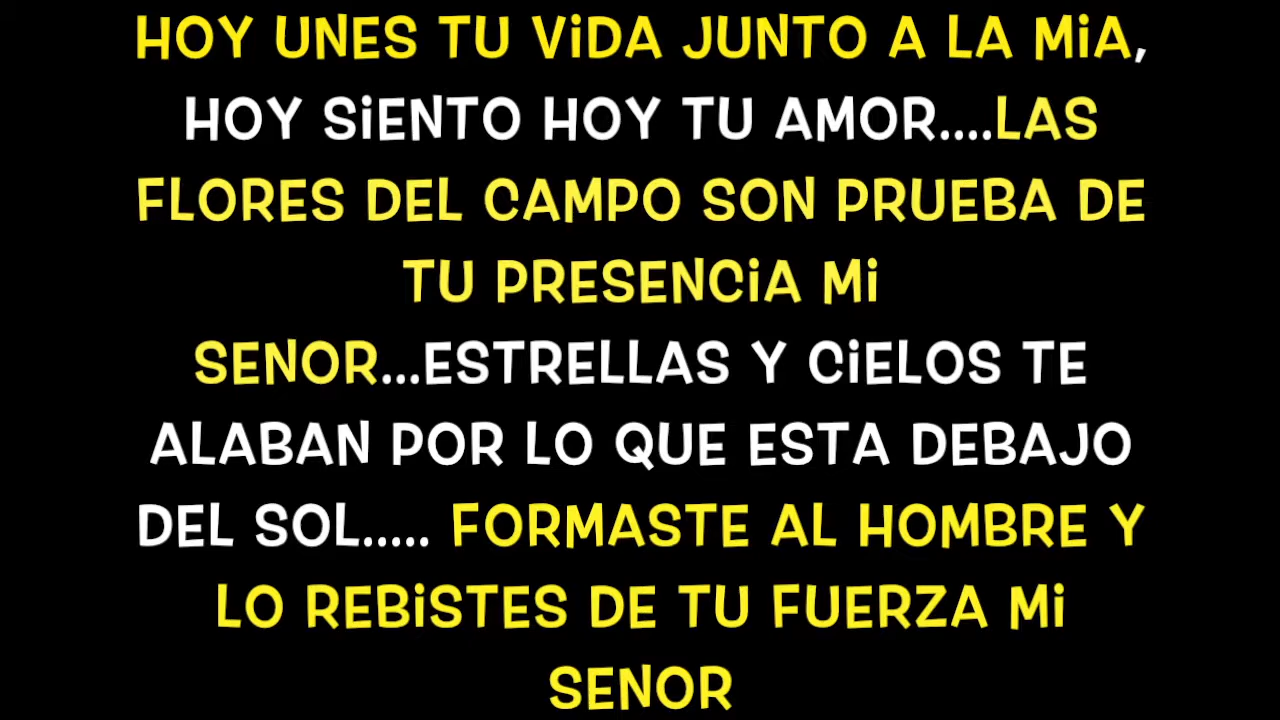 HOY UNES TU ViDA JUNTO A LA MiA,
HOY SiENTO HOY TU AMOR....LAS
FLORES DEL CAMPO SON PRUEBA DE
TU PRESENCiA Mi
SENOR...ESTRELLAS Y CiELOS TE
ALABAN POR LO QUE ESTA DEBAJO
DEL SOL..... FORMASTE AL HOMBRE Y
LO REBiSTES DE TU FUERZA Mi
SENOR